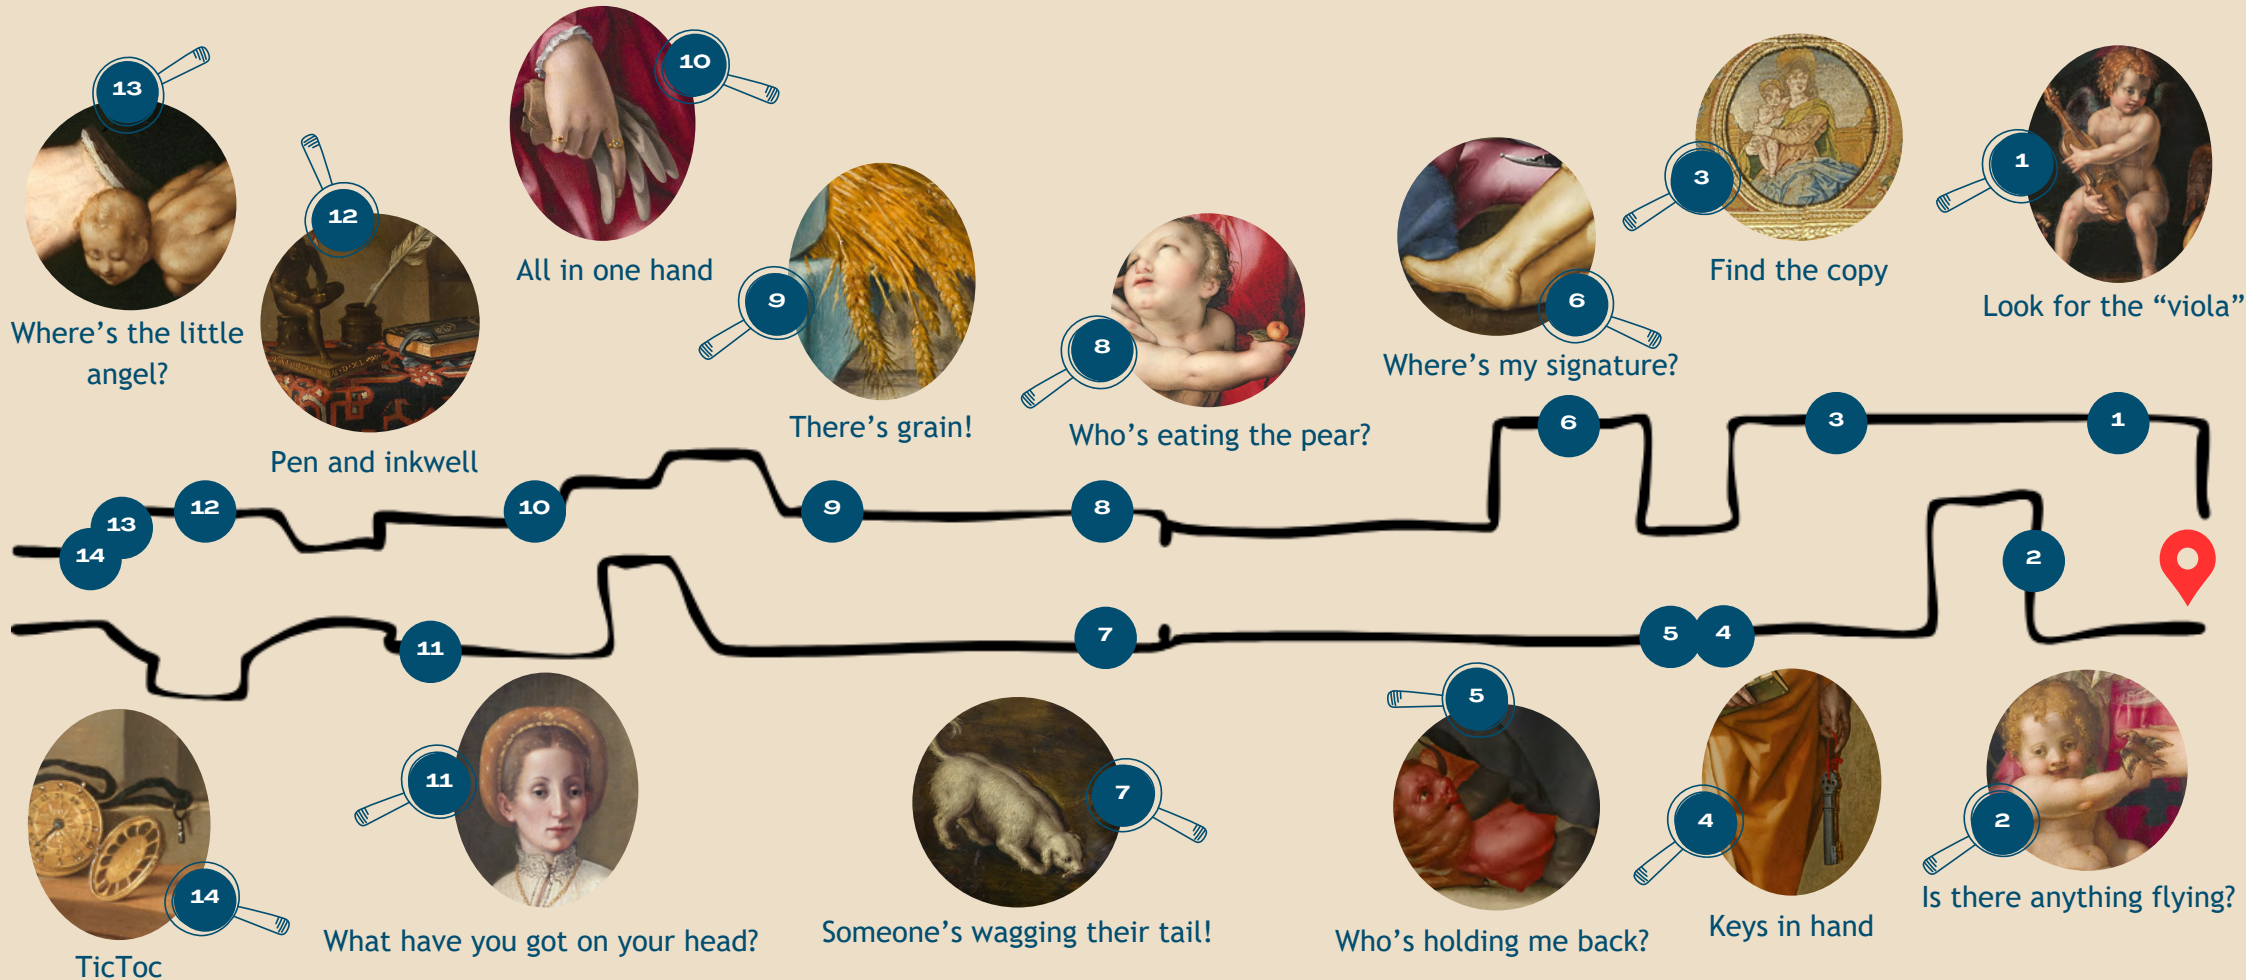 13
10
12
9
8
6
3
1
All in one hand
Find the copy
Look for the “viola”
Where’s the little
angel?
Where’s my signature?
There’s grain!
Who’s eating the pear?
Pen and inkwell
6
3
1
14
13
12
10
9
8
2
11
7
5
4
14
11
7
5
4
2
TicToc
What have you got on your head?
Someone’s wagging their tail!
Who’s holding me back?
Keys in hand
Is there anything flying?